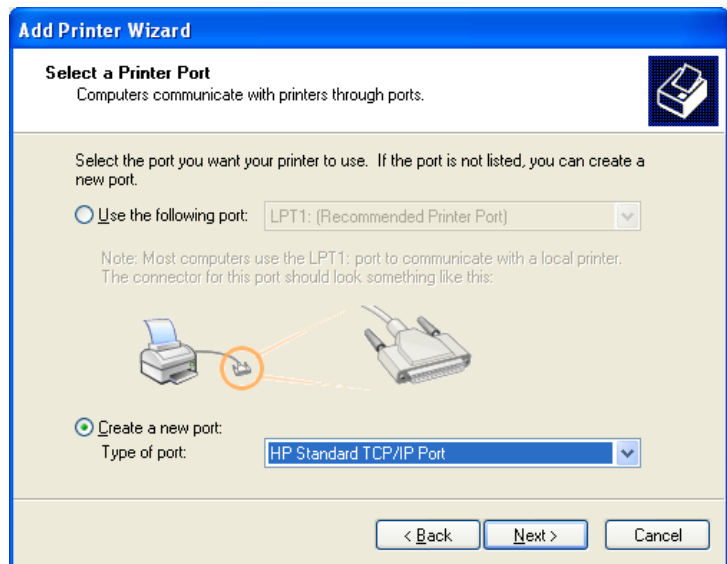 Add Printer Wizard
Select a Printer Port
Computers communicate with printers through ports.
Select the port you want your printer to use. If the port is not listed, you can create a
new port.
Use the following port:
LPT1: (Recommended Printer Port)
Note: Most computers use the LPT1: port to communicate with a local printer.
The connector for this port should look something like this:
Create a new port:
Type of port:
HP Standard TCP/IP Port
< Back
Next >
Cancel